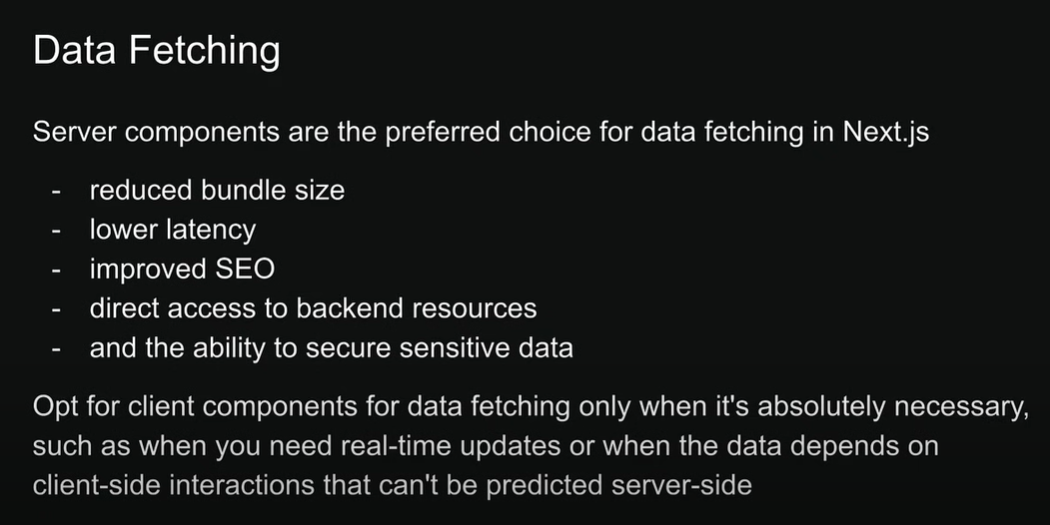 Data Fetching
Server components are the preferred choice for data fetching in Next.js
- reduced bundle size
- lower latency
- improved SEO
- direct access to backend resources
- and the ability to secure sensitive data
Opt for client components for data fetching only when it's absolutely necessary,
such as when you need real-time updates or when the data depends on
client-side interactions that can't be predicted server-side